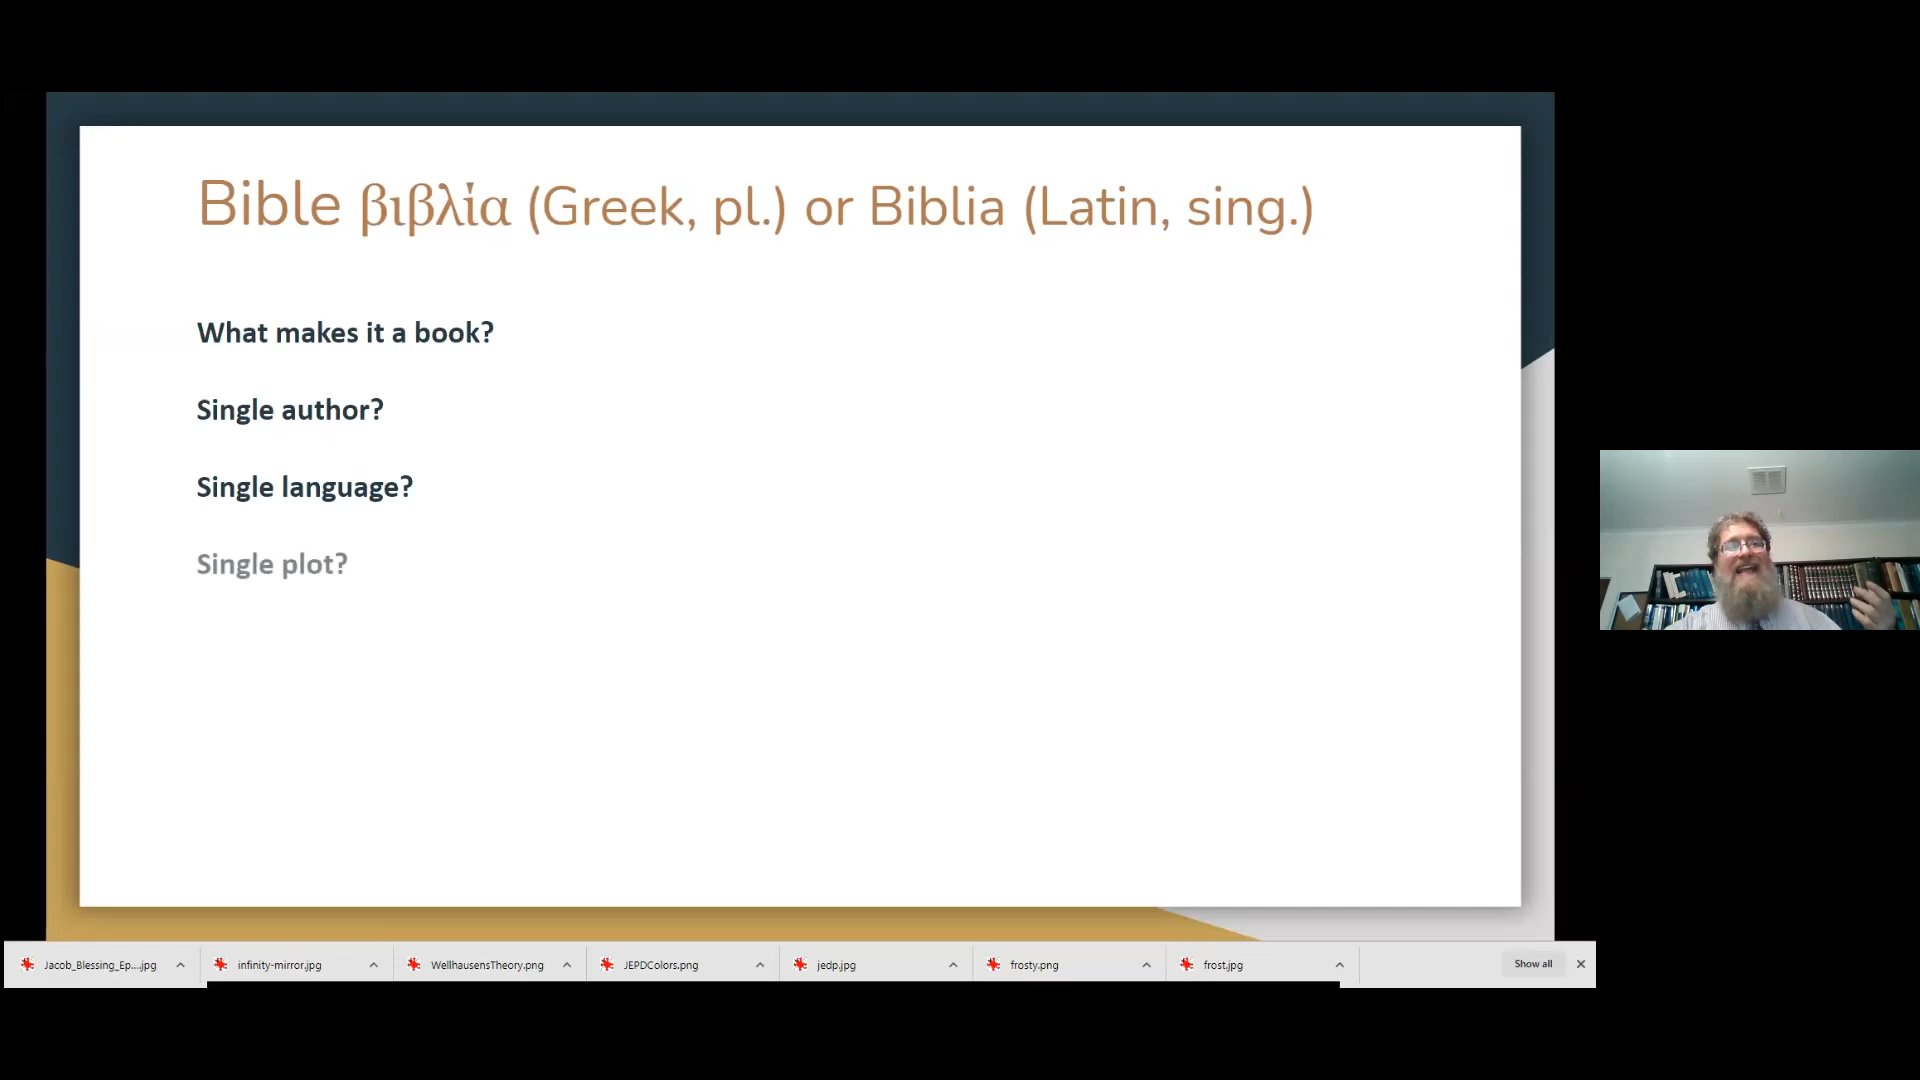 Bible βιβλία (Greek, pl.) or Biblia (Latin, sing.)
What makes it a book?
Single author?
Single language?
Single plot?
Jacob_Blessing_Ep....jpg
infinity-mirror.jpg
WellhausensTheory.png
JEPDColors.png
jedp.jpg
frosty.png
frost.jpg
Show all